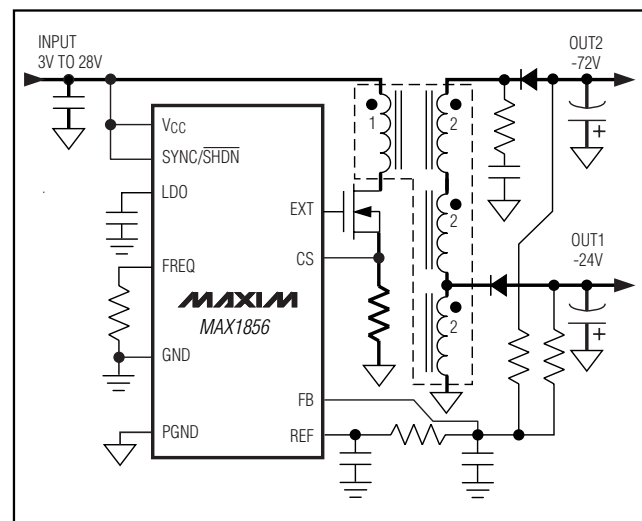 INPUT
3V TO 28V
OUT2
-72V
VCC
SYNC/SHDN
LDO
EXT
1
2
2
CS
OUT1
-24V
FREQ
MAXIM
MAX1856
2
GND
FB
REF
PGND
+
+